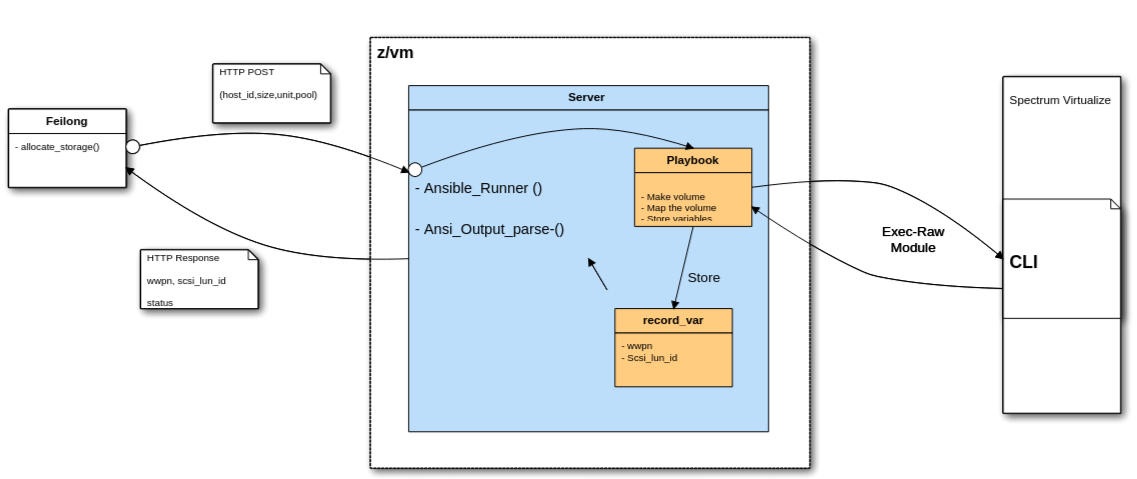 z/vm
HTTP POST
(host_id,size,unit,pool)
Feilong
- allocate_storage()
HTTP Response
wwpn, scsi_lun_id
status
Server
- Ansible_Runner ()
- Ansi_Output_parse-()
Playbook
- Make volume
- Map the volume
- Store variables
Store
record_var
- wwpn
- Scsi_lun_id
Exec-Raw
Module
Spectrum Virtualize
CLI